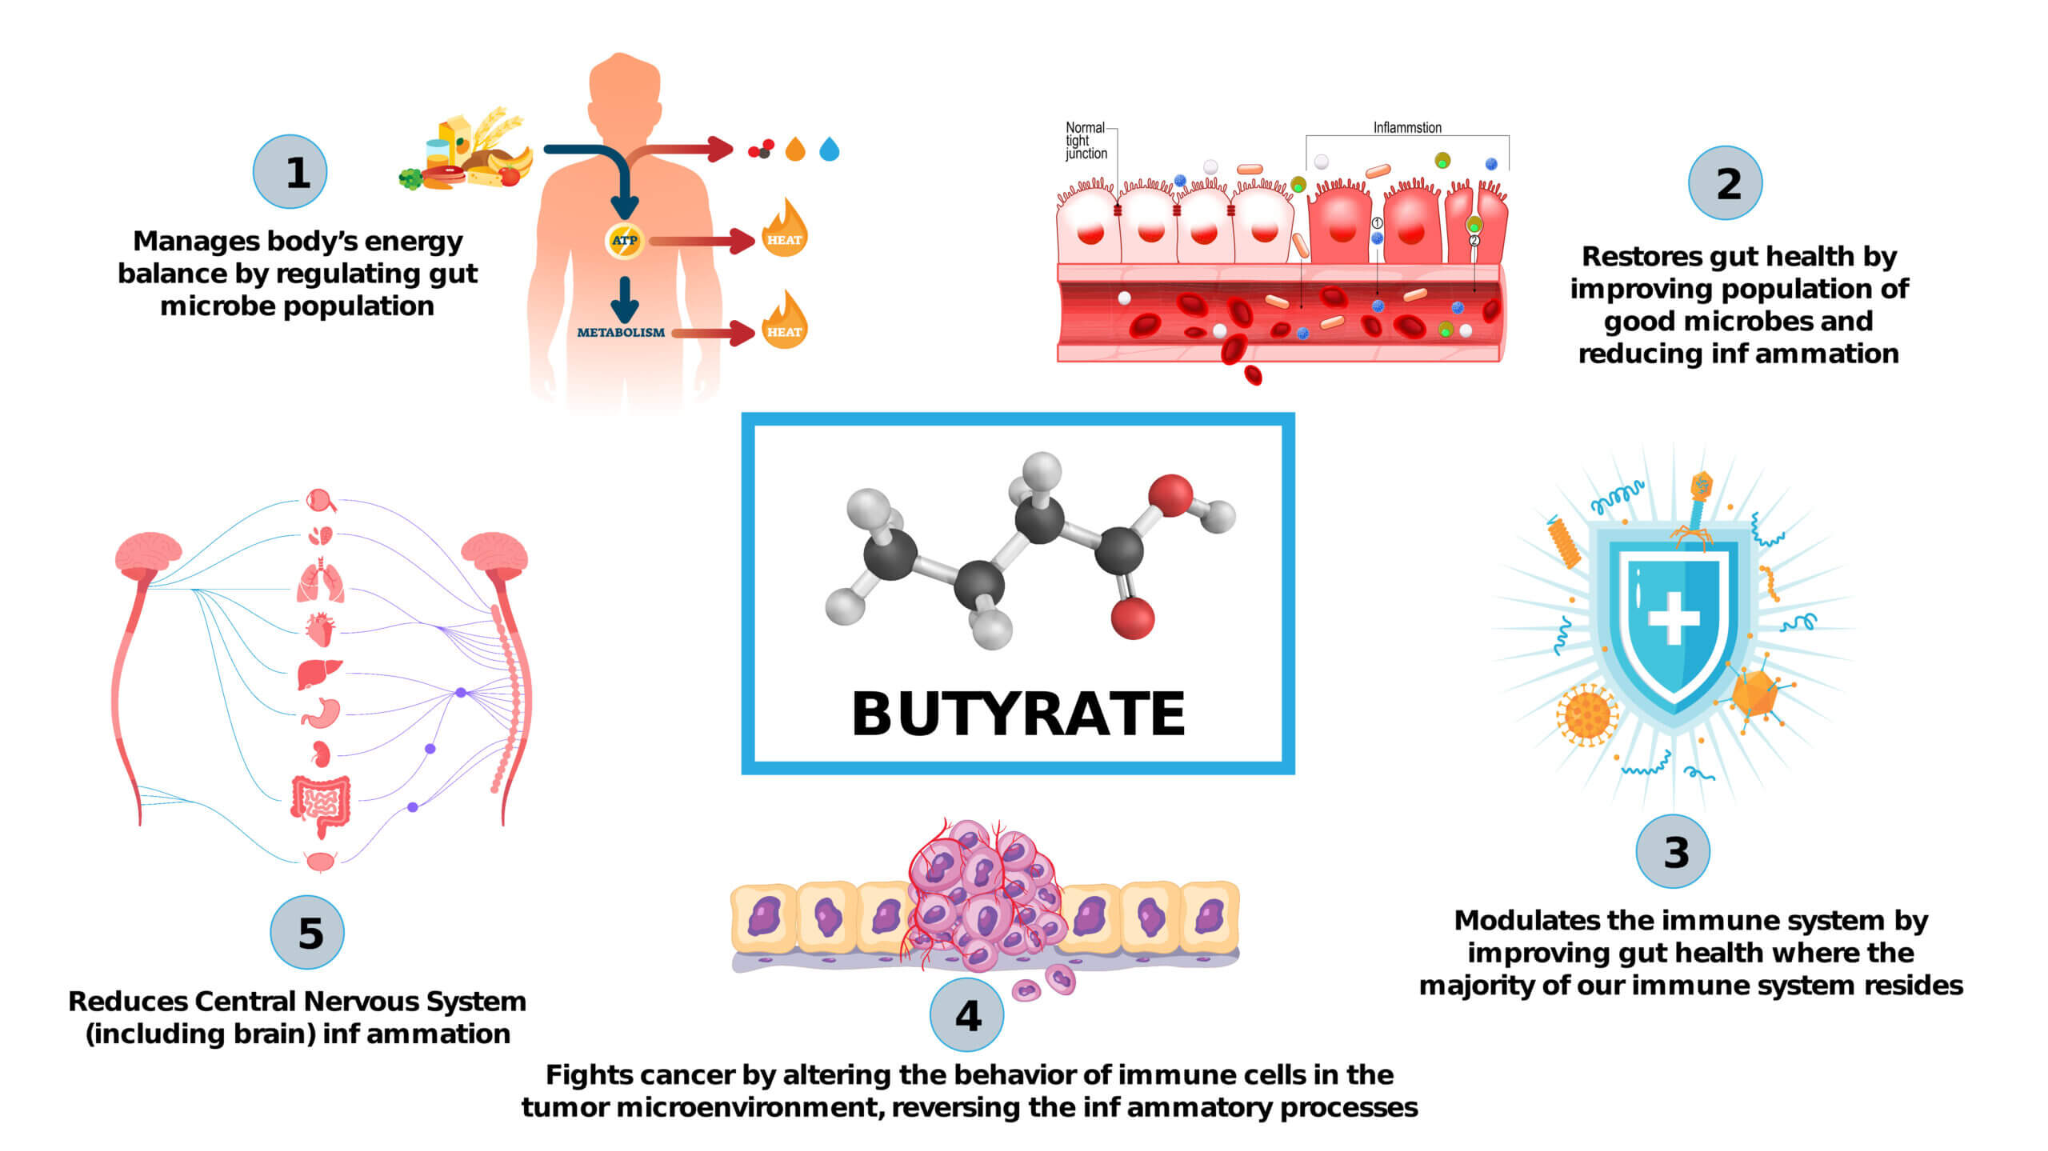 1
Manages body's energy
balance by regulating gut
microbe population
ATP
HEAT
METABOLISM
HEAT
Normal
tight
junction
Inflammstion
1
2
2
Restores gut health by
improving population of
good microbes and
reducing inf ammation
BUTYRATE
3
Modulates the immune system by
improving gut health where the
majority of our immune system resides
4
Fights cancer by altering the behavior of immune cells in the
tumor microenvironment, reversing the inf ammatory processes
5
Reduces Central Nervous System
(including brain) inf ammation